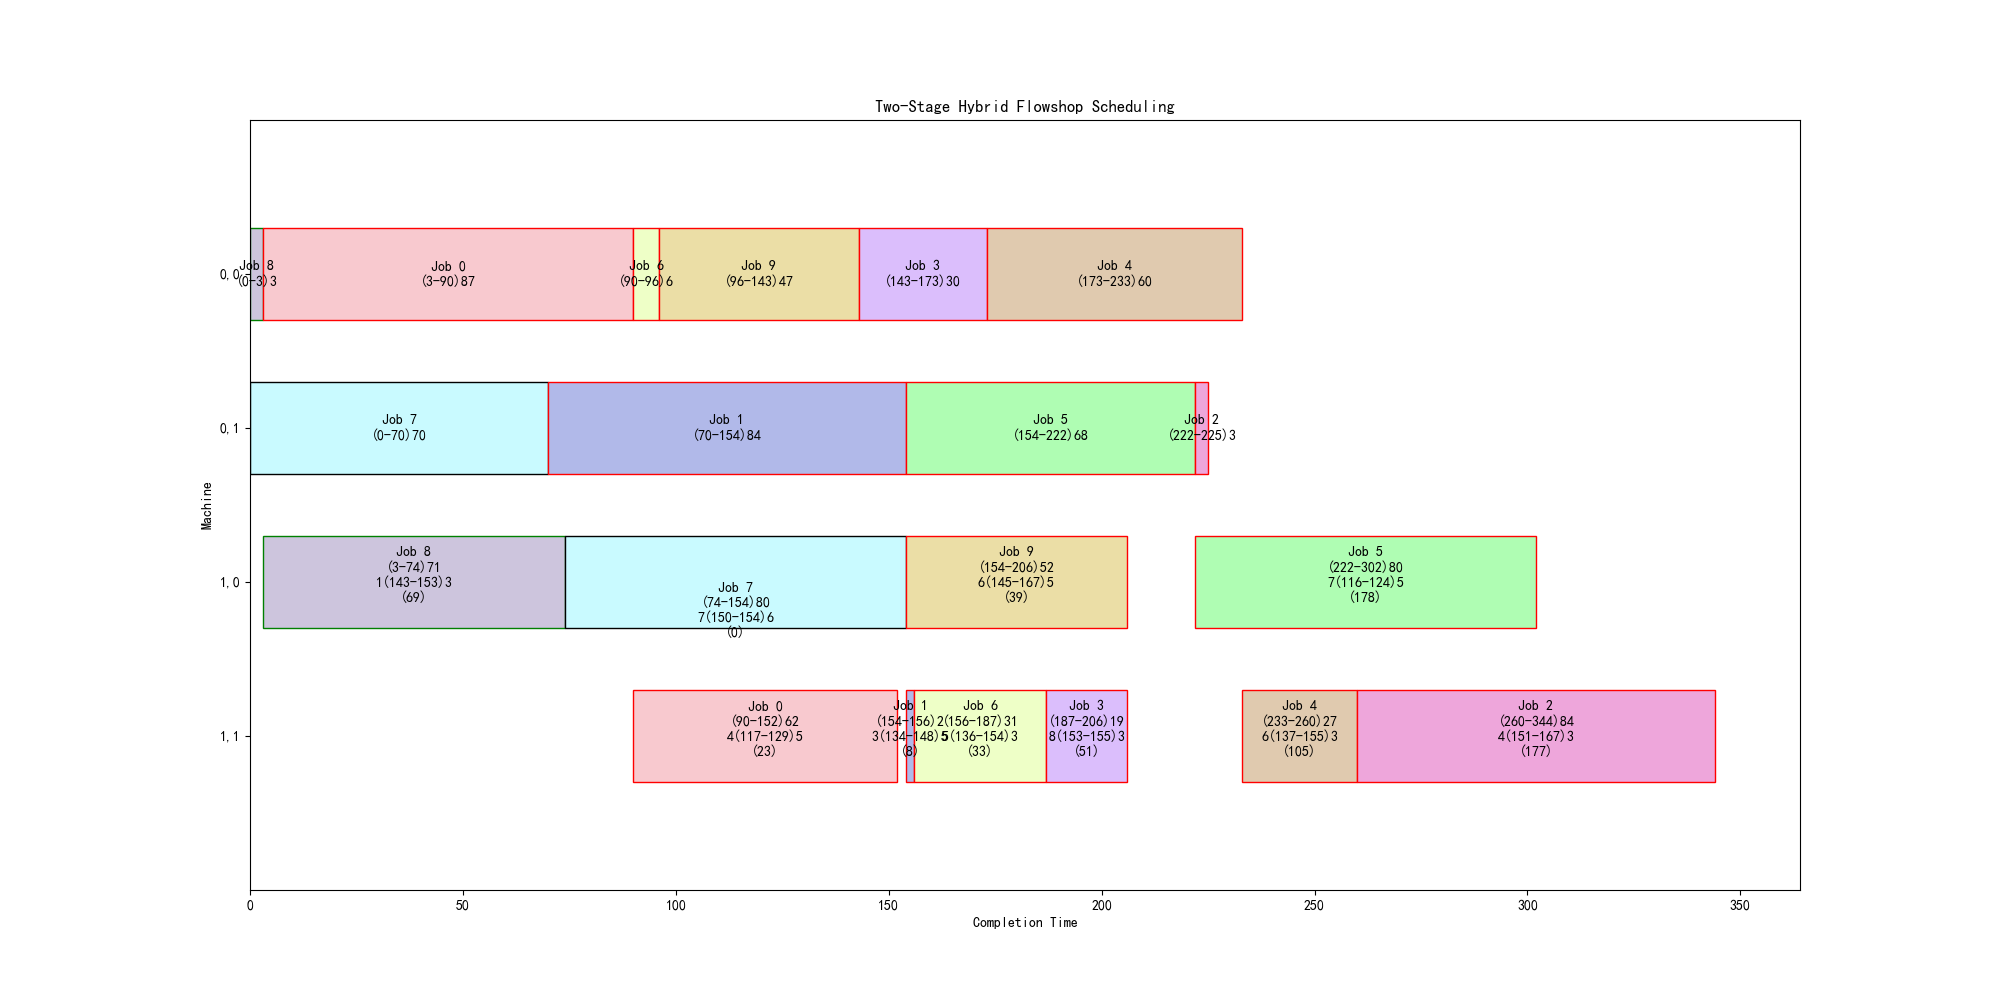 Two-Stage Hybrid Flowshop Scheduling
Machine
0,0
Job 8
(0-3)3
Job 0
(3-90)87
Job 6
(90-96)6
Job 9
(96-143)47
Job 3
(143-173)30
Job 4
(173-233)60
0,1
Job 7
(0-70)70
Job 1
(70-154)84
Job 5
(154-222)68
Job 2
(222-225)3
1,0
Job 8
(3-74)71
1(143-153)3
(69)
Job 7
(74-154)80
7(150-154)6
(0)
Job 9
(154-206)52
6(145-167)5
(39)
Job 5
(222-302)80
7(116-124)5
(178)
1,1
Job 0
(90-152)62
4(117-129)5
(23)
Job 1
(154-156)2
3(134-148)5
(8)
Job 6
(156-187)31
5(136-154)3
(33)
Job 3
(187-206)19
8(153-155)3
(51)
Job 4
(233-260)27
6(137-155)3
(105)
Job 2
(260-344)84
4(151-167)3
(177)
0 50 100 150 200 250 300 350
Completion Time